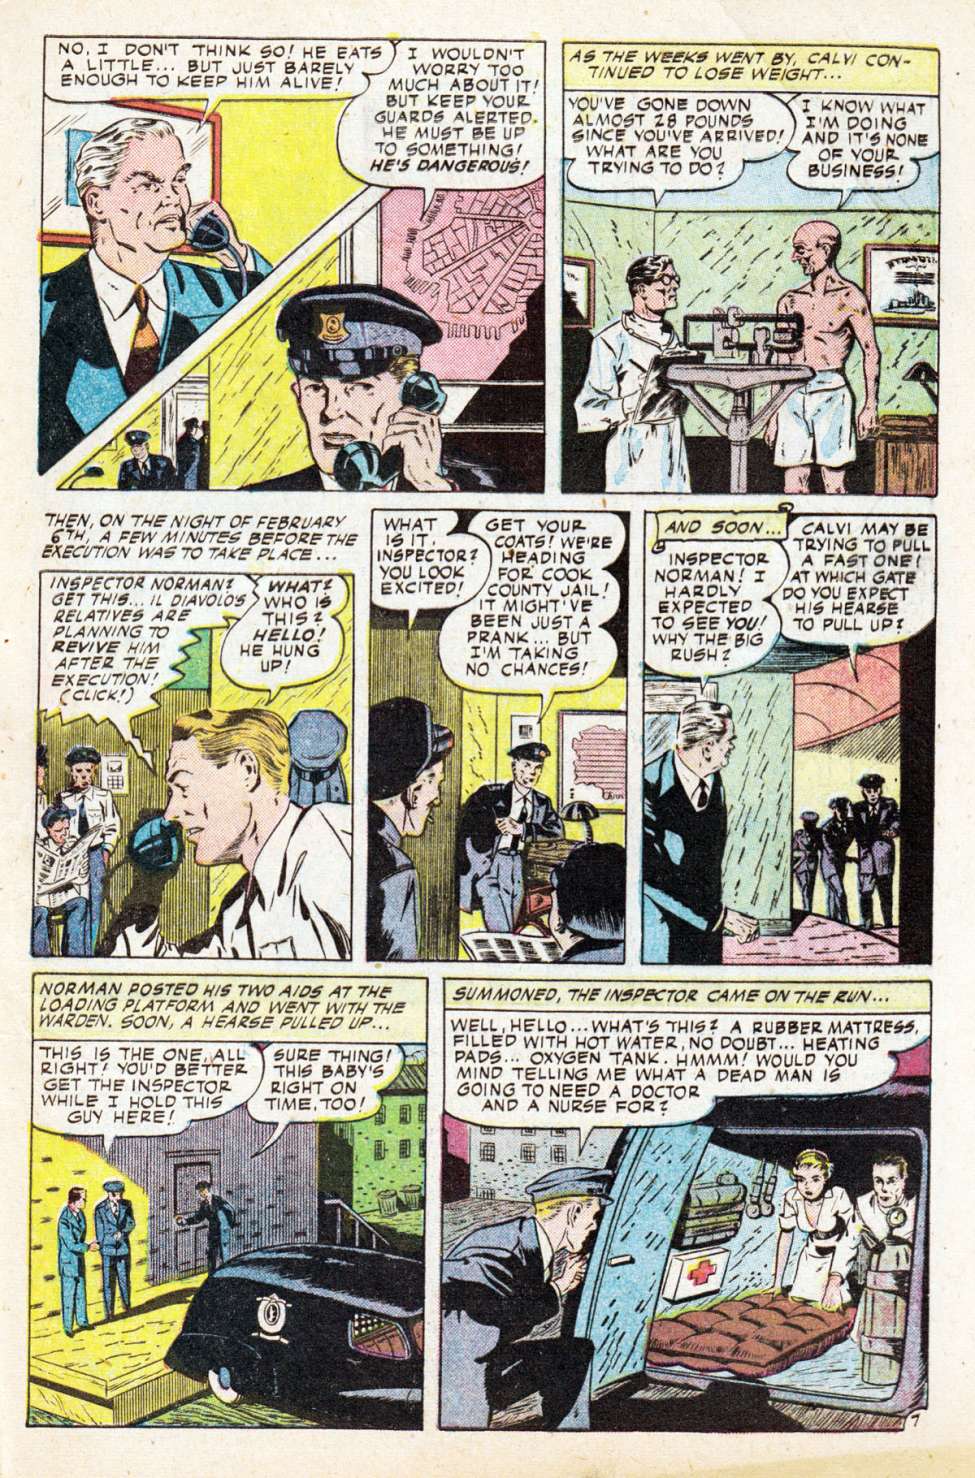 NO, I DON'T THINK SO! HE EATS
A LITTLE... BUT JUST BARELY
ENOUGH TO KEEP HIM ALIVE!
I WOULDN'T
WORRY TOO
MUCH ABOUT IT!
BUT KEEP YOUR
GUARDS ALERTED.
HE MUST BE UP
TO SOMETHING!
HE'S DANGEROUS!
AS THE WEEKS WENT BY, CALVI CON-
TINUED TO LOSE WEIGHT...
YOU'VE GONE DOWN
ALMOST 28 POUNDS
SINCE YOU'VE ARRIVED!
WHAT ARE YOU
TRYING TO DO?
I KNOW WHAT
I'M DOING
AND IT'S NONE
OF YOUR
BUSINESS!
THEN, ON THE NIGHT OF FEBRUARY
6TH, A FEW MINUTES BEFORE THE
EXECUTION WAS TO TAKE PLACE...
INSPECTOR NORMAN?
GET THIS... IL DIAVOLO'S
RELATIVES ARE
PLANNING TO
REVIVE HIM
AFTER THE
EXECUTION!
(CLICK!)
WHAT?
WHO IS
THIS?
HELLO!
HE HUNG
UP!
WHAT
IS IT,
INSPECTOR?
YOU LOOK
EXCITED!
GET YOUR
COATS! WE'RE
HEADING
FOR COOK
COUNTY JAIL!
IT MIGHT'VE
BEEN JUST A
PRANK... BUT
I'M TAKING
NO CHANCES!
AND SOON...
INSPECTOR
NORMAN! I
HARDLY
EXPECTED
TO SEE YOU!
WHY THE BIG
RUSH?
CALVI MAY BE
TRYING TO PULL
A FAST ONE!
AT WHICH GATE
DO YOU EXPECT
HIS HEARSE
TO PULL UP?
NORMAN POSTED HIS TWO AIDS AT THE
LOADING PLATFORM AND WENT WITH THE
WARDEN. SOON, A HEARSE PULLED UP...
THIS IS THE ONE, ALL
RIGHT! YOU'D BETTER
GET THE INSPECTOR
WHILE I HOLD THIS
GUY HERE!
SURE THING!
THIS BABY'S
RIGHT ON
TIME, TOO!
SUMMONED, THE INSPECTOR CAME ON THE RUN...
WELL, HELLO... WHAT'S THIS? A RUBBER MATTRESS,
FILLED WITH HOT WATER, NO DOUBT... HEATING
PADS... OXYGEN TANK. HMMM! WOULD YOU
MIND TELLING ME WHAT A DEAD MAN IS
GOING TO NEED A DOCTOR
AND A NURSE FOR?
7